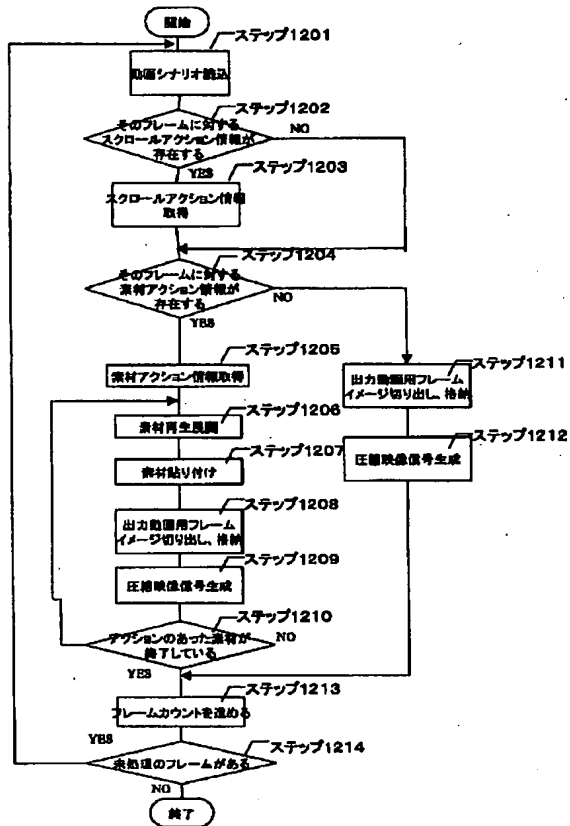 開始
ステップ1201
動画シナリオ読込
ステップ1202
そのフレームに対する
スクロールアクション情報が
存在する
NO
YES
ステップ1203
スクロールアクション情報
取得
ステップ1204
そのフレームに対する
素材アクション情報が
存在する
NO
YES
ステップ1205
素材アクション情報取得
ステップ1211
出力動画用フレーム
イメージ切り出し、格納
ステップ1206
素材再生展開
ステップ1212
圧縮映像信号生成
ステップ1207
素材貼り付け
ステップ1208
出力動画用フレーム
イメージ切り出し、格納
ステップ1209
圧縮映像信号生成
ステップ1210
アクションのあった素材が
終了している
NO
YES
ステップ1213
フレームカウントを進める
YES
ステップ1214
未処理のフレームがある
NO
終了